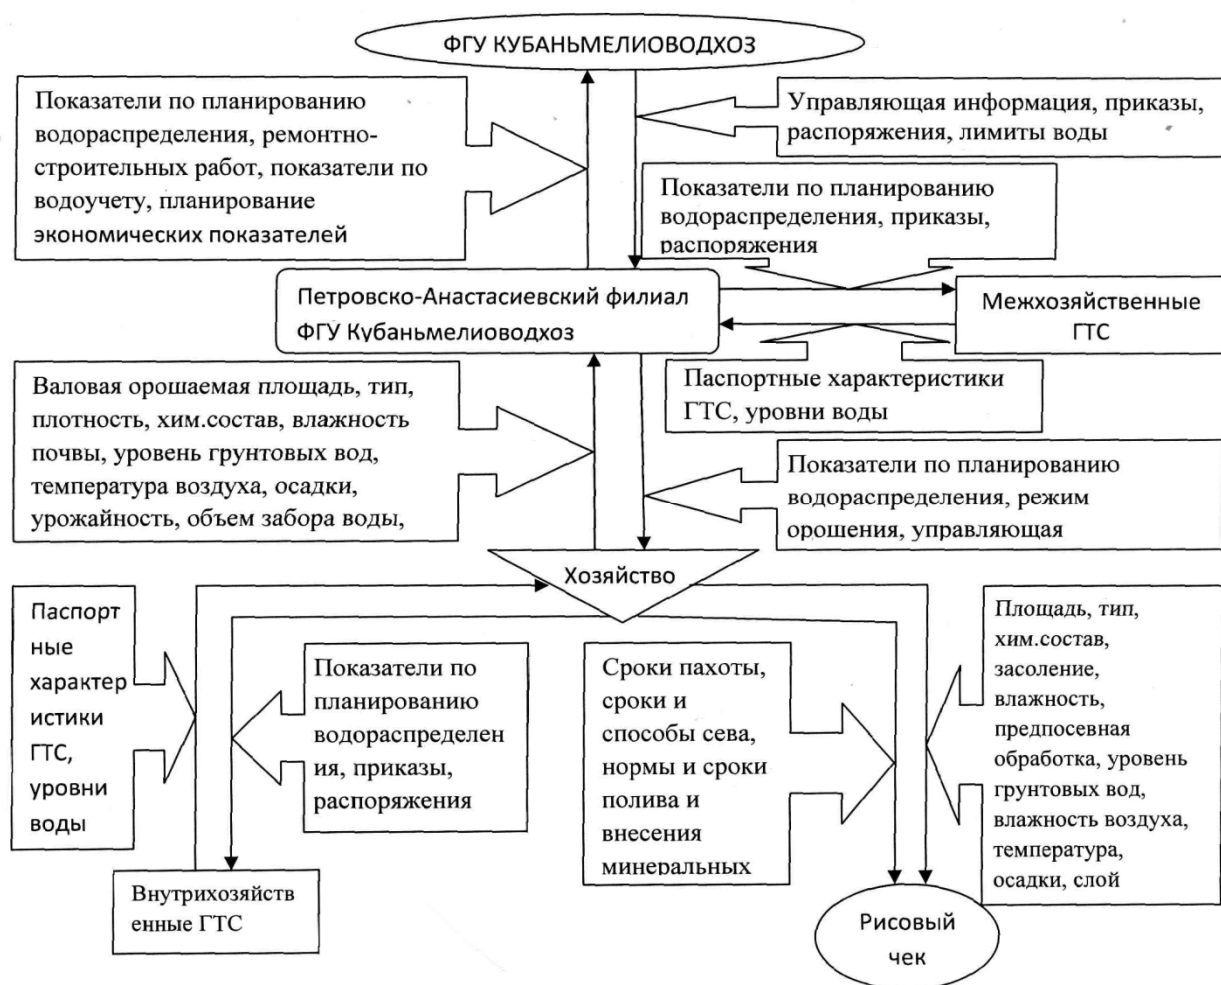 ФГУ КУБАНЬМЕЛИОВОДХОЗ
Показатели по планированию
водораспределения, ремонтно-
строительных работ, показатели по
водоучету, планирование
экономических показателей
Управляющая информация, приказы,
распоряжения, лимиты воды
Показатели по планированию
водораспределения, приказы,
распоряжения
Петровско-Анастасиевский филиал
ФГУ Кубаньмелиоводхоз
Межхозяйственные
ГТС
Паспортные характеристики
ГТС, уровни воды
Валовая орошаемая площадь, тип,
плотность, хим.состав, влажность
почвы, уровень грунтовых вод,
температура воздуха, осадки,
урожайность, объем забора воды,
Показатели по планированию
водораспределения, режим
орошения, управляющая
Хозяйство
Паспорт
ные
характер
истики
ГТС,
уровни
воды
Показатели по
планированию
водораспределен
ия, приказы,
распоряжения
Сроки пахоты,
сроки и
способы сева,
нормы и сроки
полива и
внесения
минеральных
Площадь, тип,
хим.состав,
засоление,
влажность,
предпосевная
обработка, уровень
грунтовых вод,
влажность воздуха,
температура,
осадки, слой
Внутрихозяйств
енные ГТС
Рисовый
чек